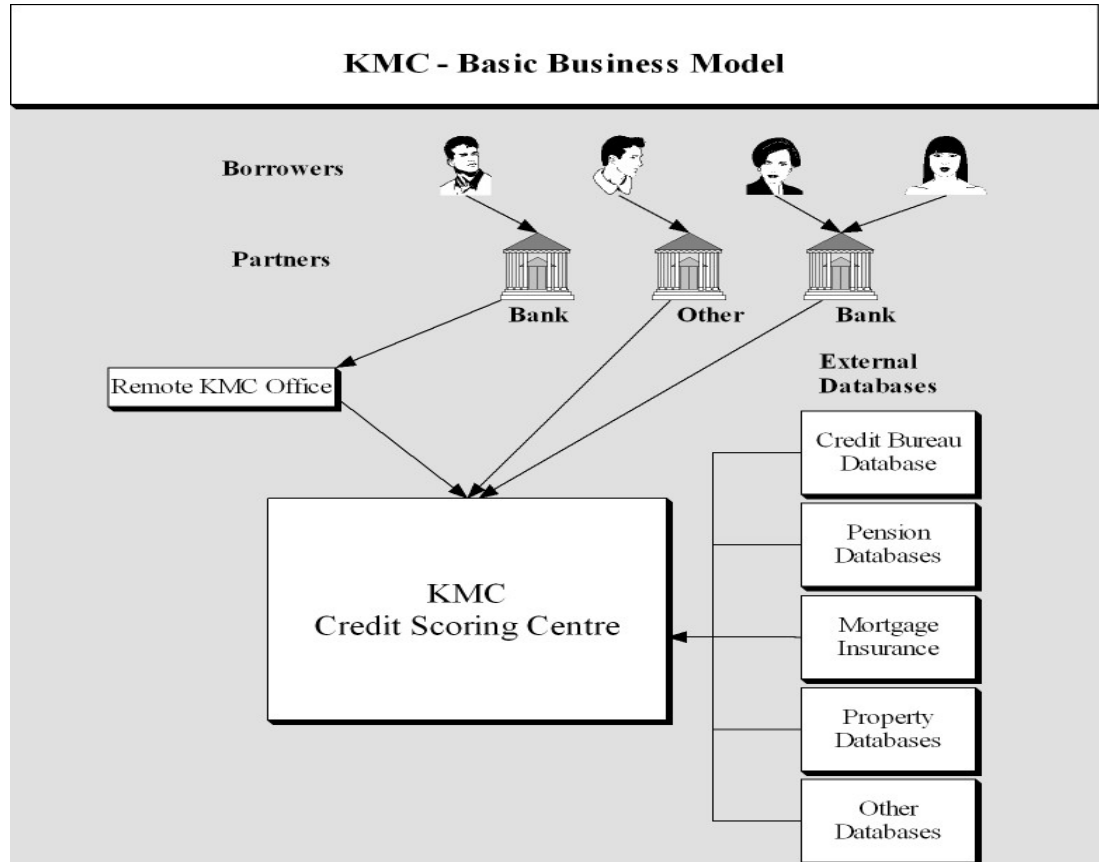 KMC - Basic Business Model
Borrowers
Partners
Bank
Other
Bank
Remote KMC Office
External
Databases
Credit Bureau
Database
Pension
Databases
KMC
Credit Scoring Centre
Mortgage
Insurance
Property
Databases
Other
Databases